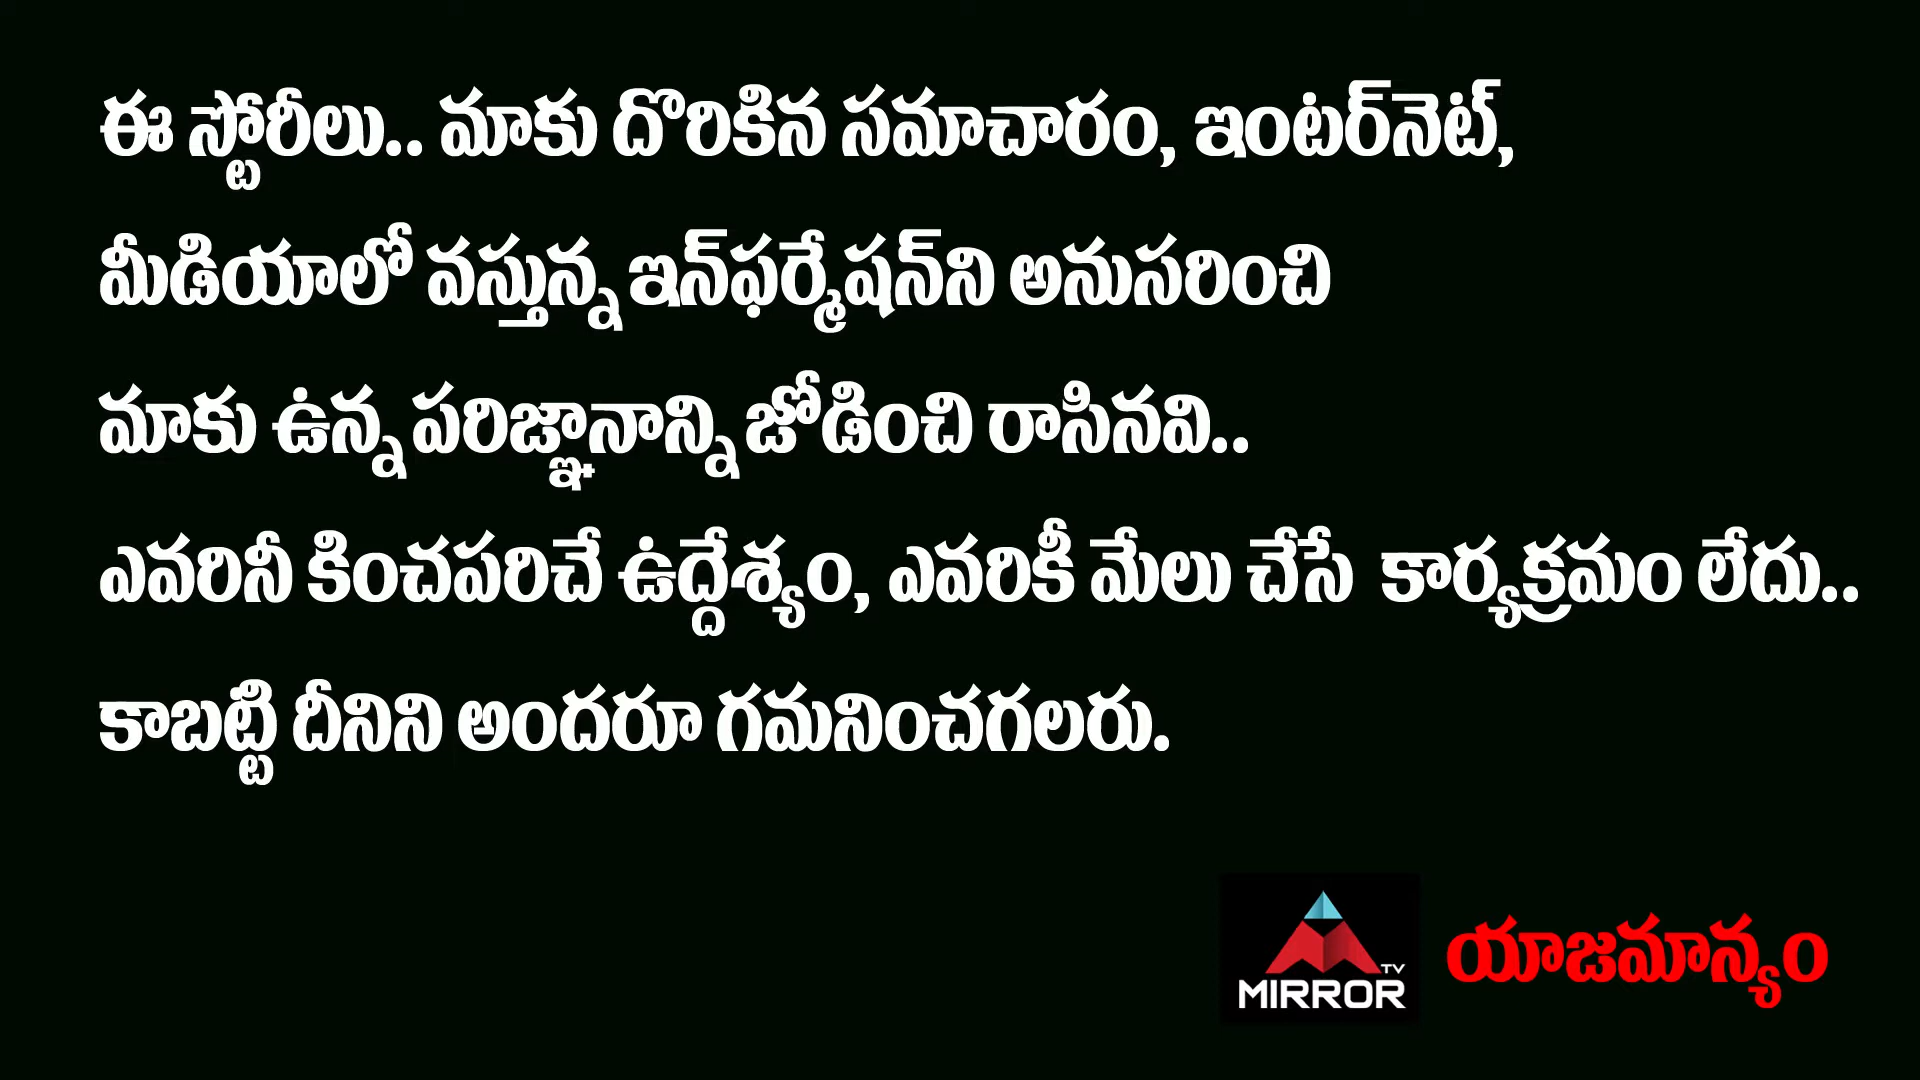 ఈ స్టోరీలు.. మాకు దొరికిన సమాచారం, ఇంటర్‌నెట్,
మీడియాలో వస్తున్న ఇన్‌ఫర్మేషన్‌ని అనుసరించి
మాకు ఉన్న పరిజ్ఞానాన్ని జోడించి రాసినవి..
ఎవరినీ కించపరిచే ఉద్దేశ్యం, ఎవరికీ మేలు చేసే కార్యక్రమం లేదు..
కాబట్టి దీనిని అందరూ గమనించగలరు.
TV
MIRROR
యాజమాన్యం